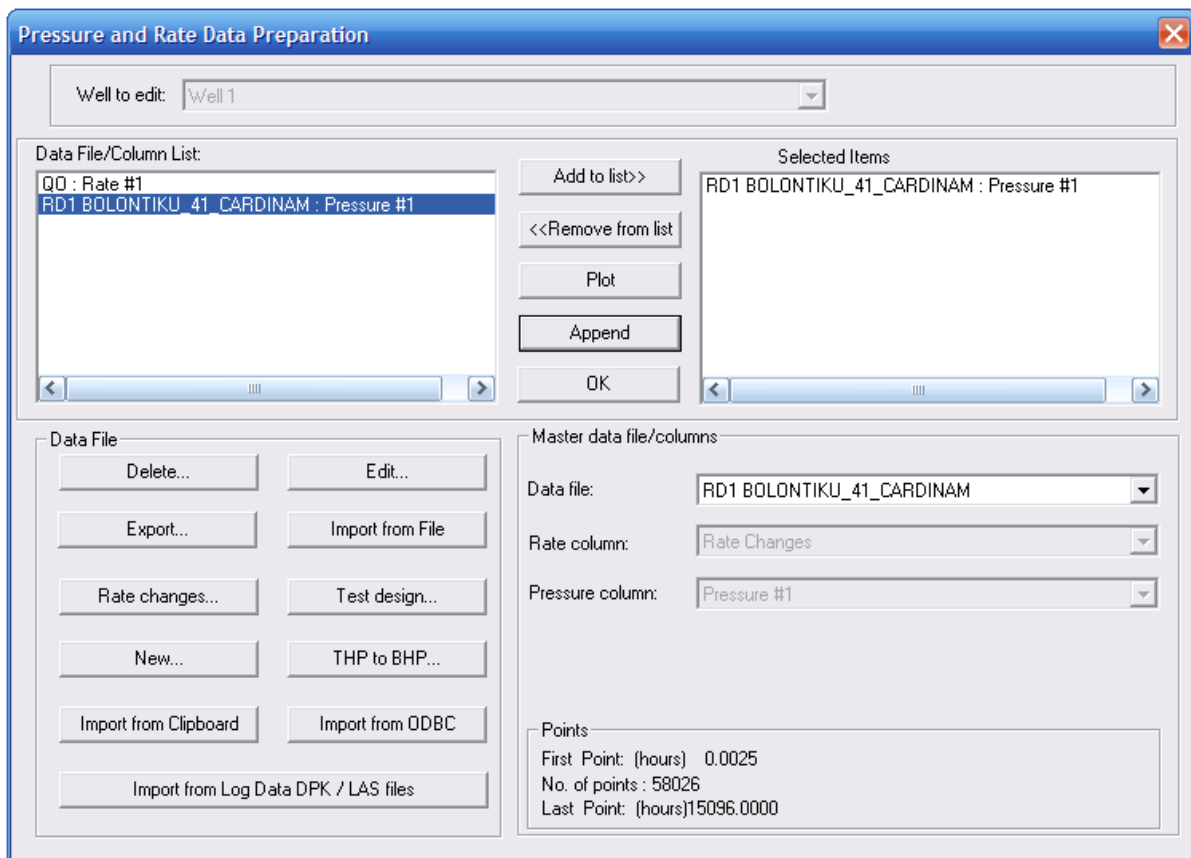 Pressure and Rate Data Preparation
Well to edit: Well 1
Data File/Column List:
QO : Rate #1
RD1 BOLONTIKU_41_CARDINAM : Pressure #1
Add to list>>
<<Remove from list
Plot
Append
OK
Selected Items
RD1 BOLONTIKU_41_CARDINAM : Pressure #1
Data File
Delete... Edit...
Export... Import from File
Rate changes... Test design...
New... THP to BHP...
Import from Clipboard Import from ODBC
Import from Log Data DPK / LAS files
Master data file/columns
Data file: RD1 BOLONTIKU_41_CARDINAM
Rate column: Rate Changes
Pressure column: Pressure #1
Points
First Point: (hours) 0.0025
No. of points : 58026
Last Point: (hours)15096.0000